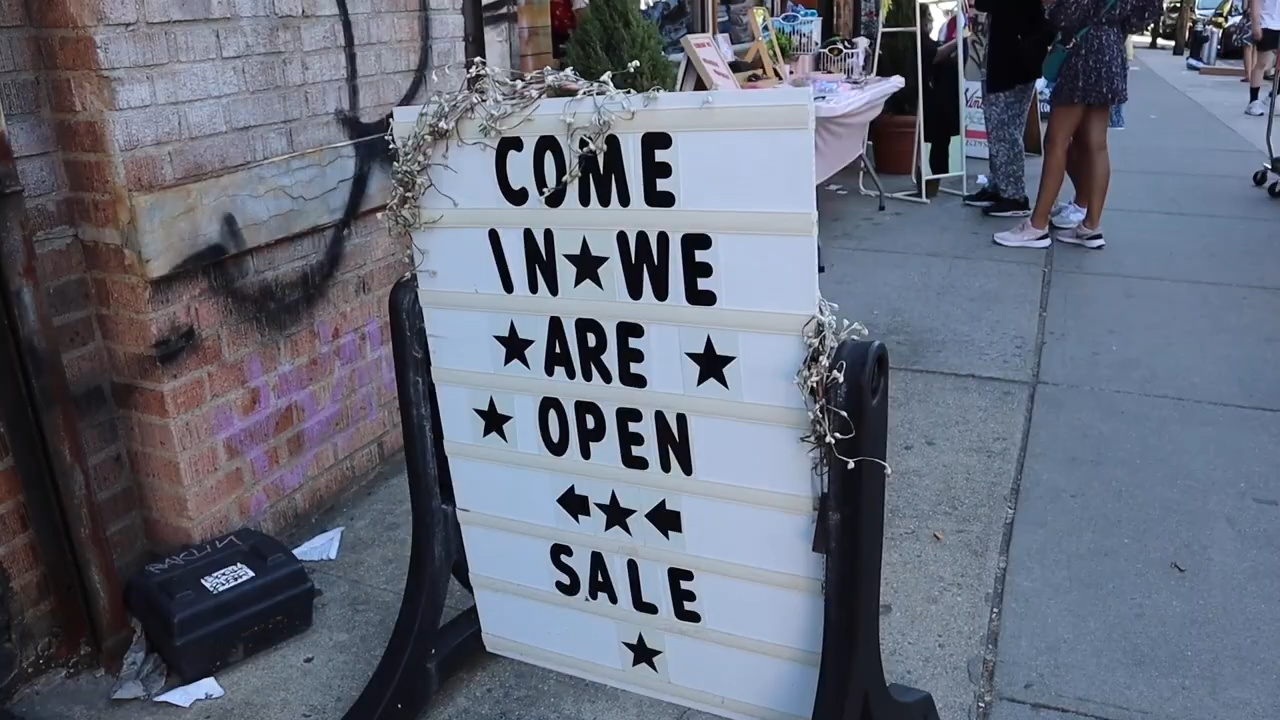 COME
IN★WE
★ARE ★
★ OPEN
←★←
SALE
★